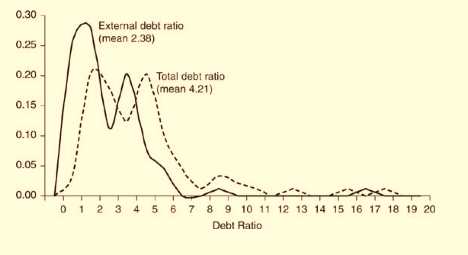 0.30
External debt ratio
(mean 2.38)
0.25
Total debt ratio
(mean 4.21)
0.20
0.15
0.10
0.05
0.00
0 1 2 3 4 5 6 7 8 9 10 11 12 13 14 15 16 17 18 19 20
Debt Ratio